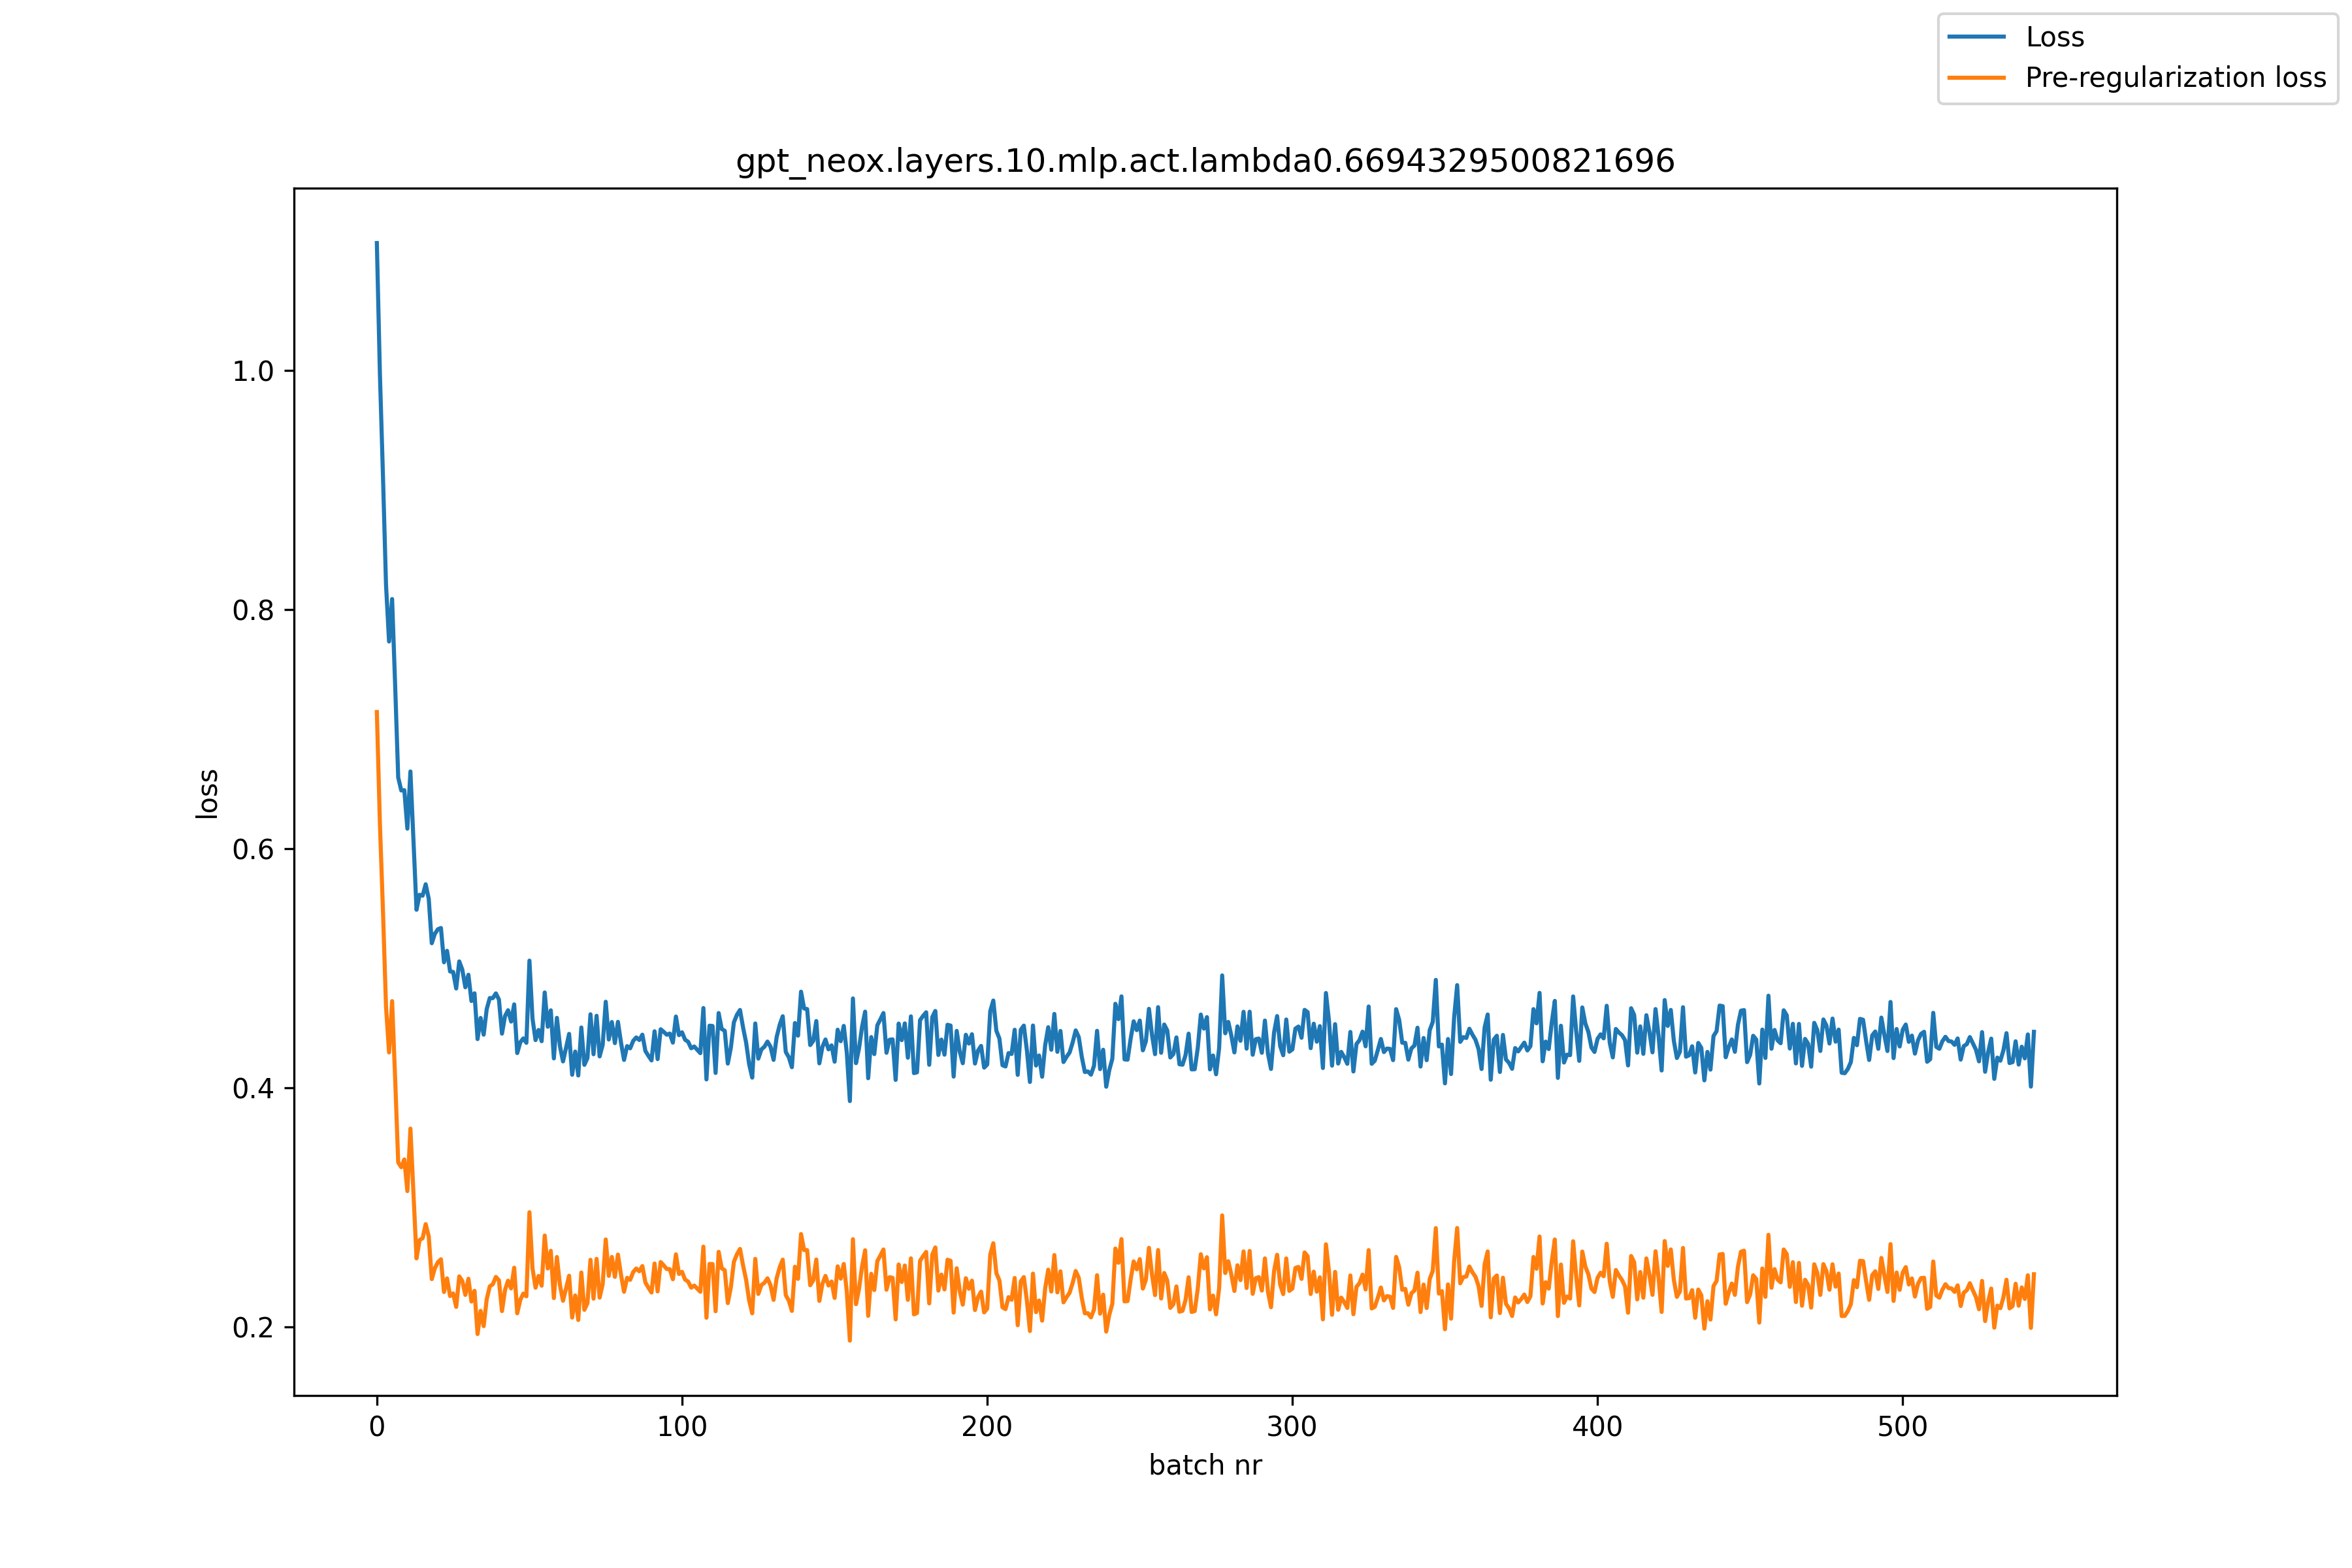 Loss
Pre-regularization loss
gpt_neox.layers.10.mlp.act.lambda0.6694329500821696
1.0
0.8
0.6
0.4
0.2
loss
0 100 200 300 400 500
batch nr